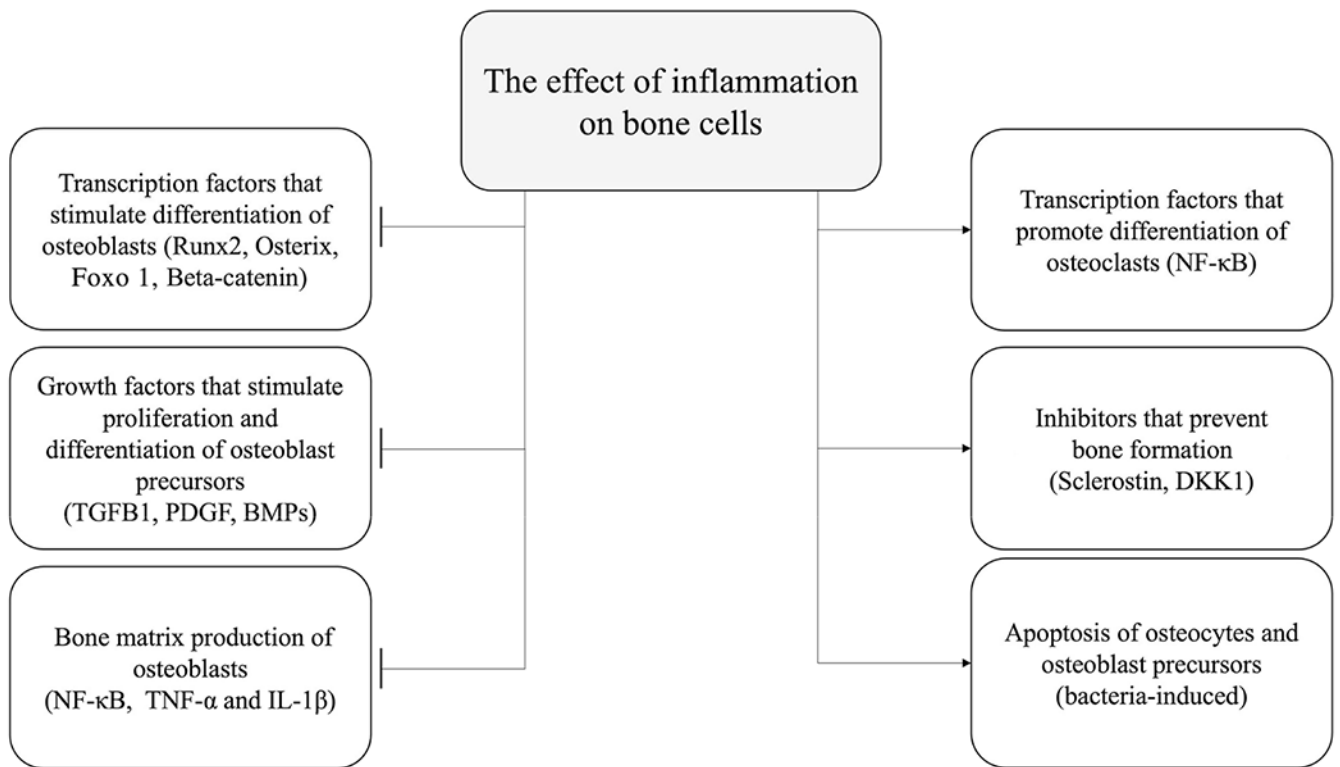 The effect of inflammation
on bone cells
Transcription factors that
stimulate differentiation of
osteoblasts (Runx2, Osterix,
Foxo 1, Beta-catenin)
Growth factors that stimulate
proliferation and
differentiation of osteoblast
precursors
(TGFB1, PDGF, BMPs)
Bone matrix production of
osteoblasts
(NF-κB, TNF-α and IL-1β)
Transcription factors that
promote differentiation of
osteoclasts (NF-κB)
Inhibitors that prevent
bone formation
(Sclerostin, DKK1)
Apoptosis of osteocytes and
osteoblast precursors
(bacteria-induced)